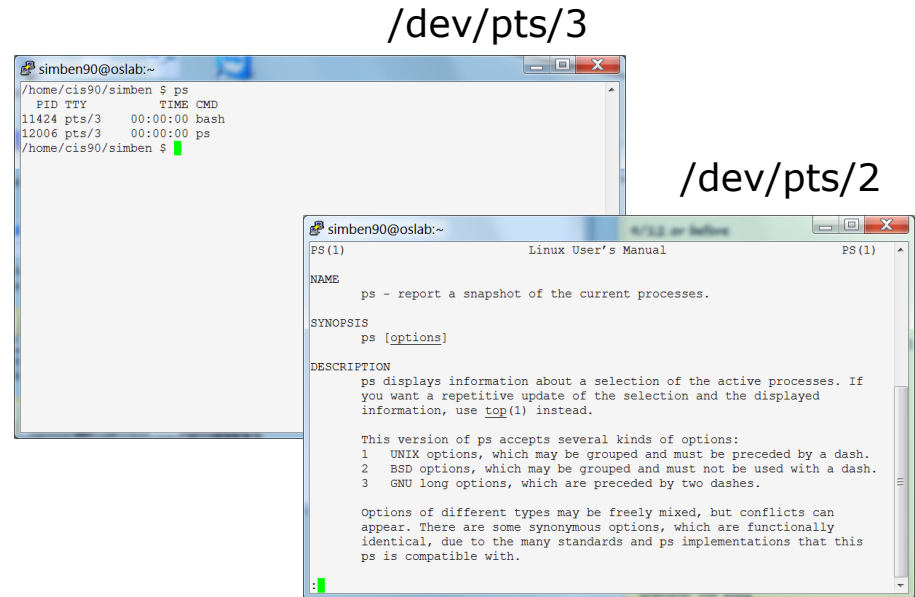 /dev/pts/3
simben90@oslab:~
/home/cis90/simben $ ps
  PID TTY          TIME CMD
11424 pts/3    00:00:00 bash
12006 pts/3    00:00:00 ps
/home/cis90/simben $
/dev/pts/2
simben90@oslab:~
4/12 or before
PS(1)                     Linux User's Manual                     PS(1)
NAME
ps - report a snapshot of the current processes.
SYNOPSIS
ps [options]
DESCRIPTION
ps displays information about a selection of the active processes. If
you want a repetitive update of the selection and the displayed
information, use top(1) instead.
This version of ps accepts several kinds of options:
1   UNIX options, which may be grouped and must be preceded by a dash.
2   BSD options, which may be grouped and must not be used with a dash.
3   GNU long options, which are preceded by two dashes.
Options of different types may be freely mixed, but conflicts can
appear. There are some synonymous options, which are functionally
identical, due to the many standards and ps implementations that this
ps is compatible with.
: